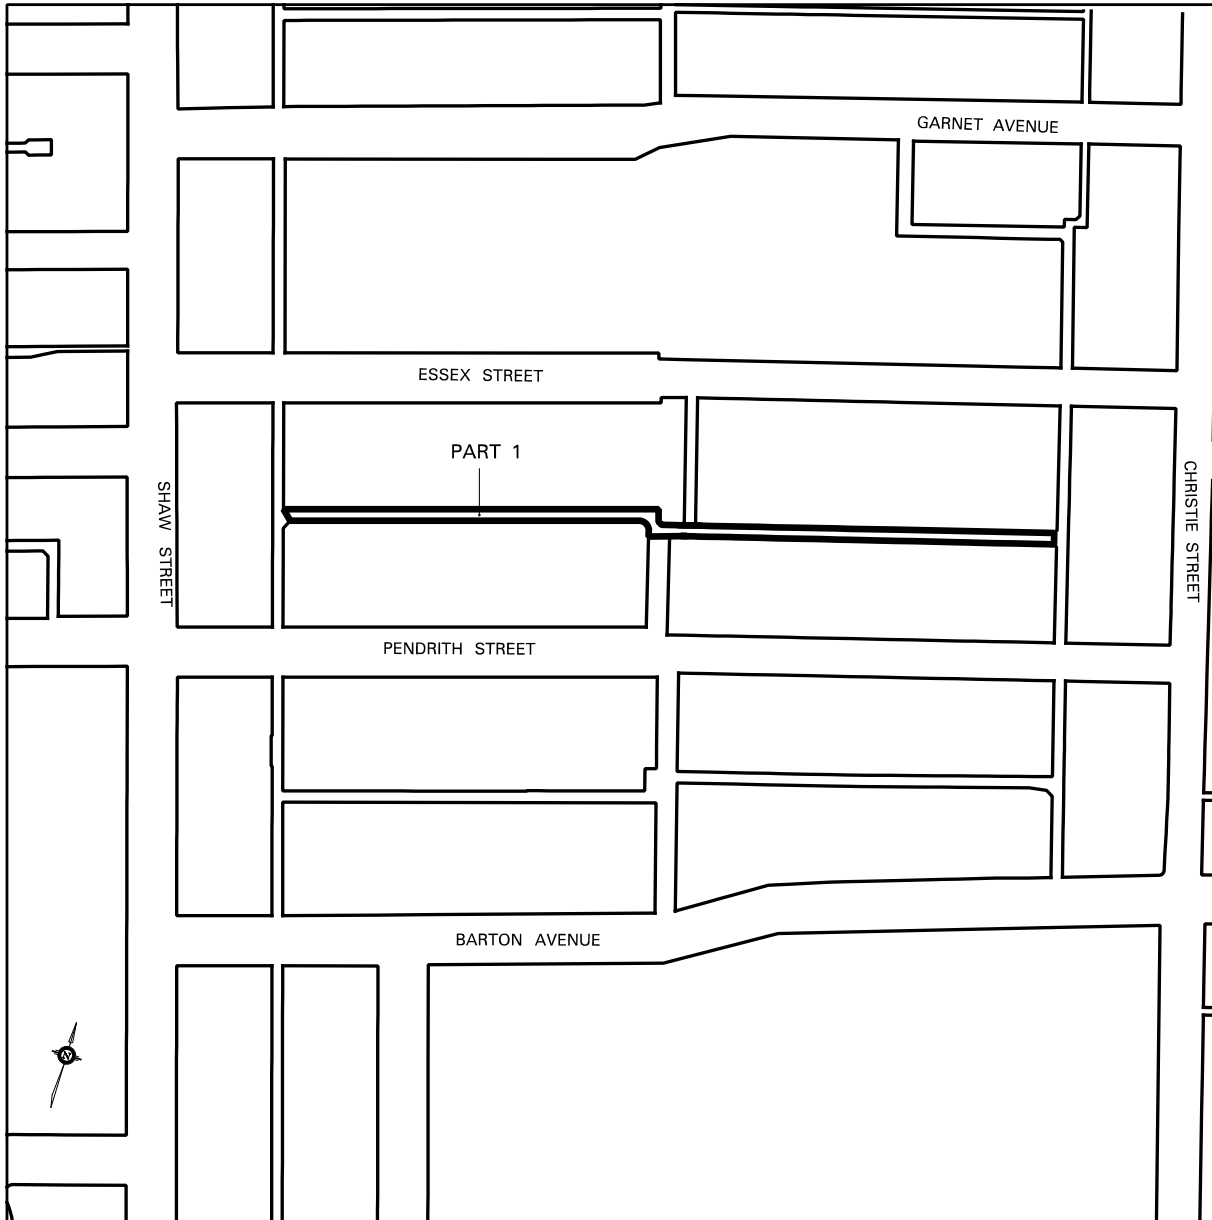 GARNET AVENUE
ESSEX STREET
PART 1
SHAW STREET
CHRISTIE STREET
PENDRITH STREET
BARTON AVENUE
N